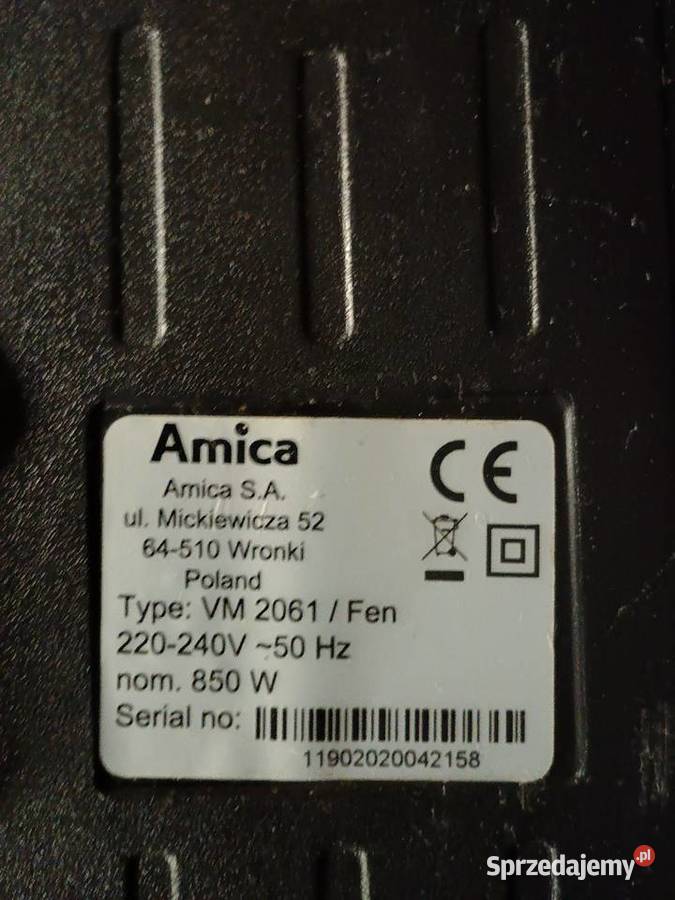 Amica
Amica S.A.
ul. Mickiewicza 52
64-510 Wronki
Poland
CE
Type: VM 2061 / Fen
220-240V ~50 Hz
nom. 850 W
Serial no:
11902020042158
Sprzedajemy.pl